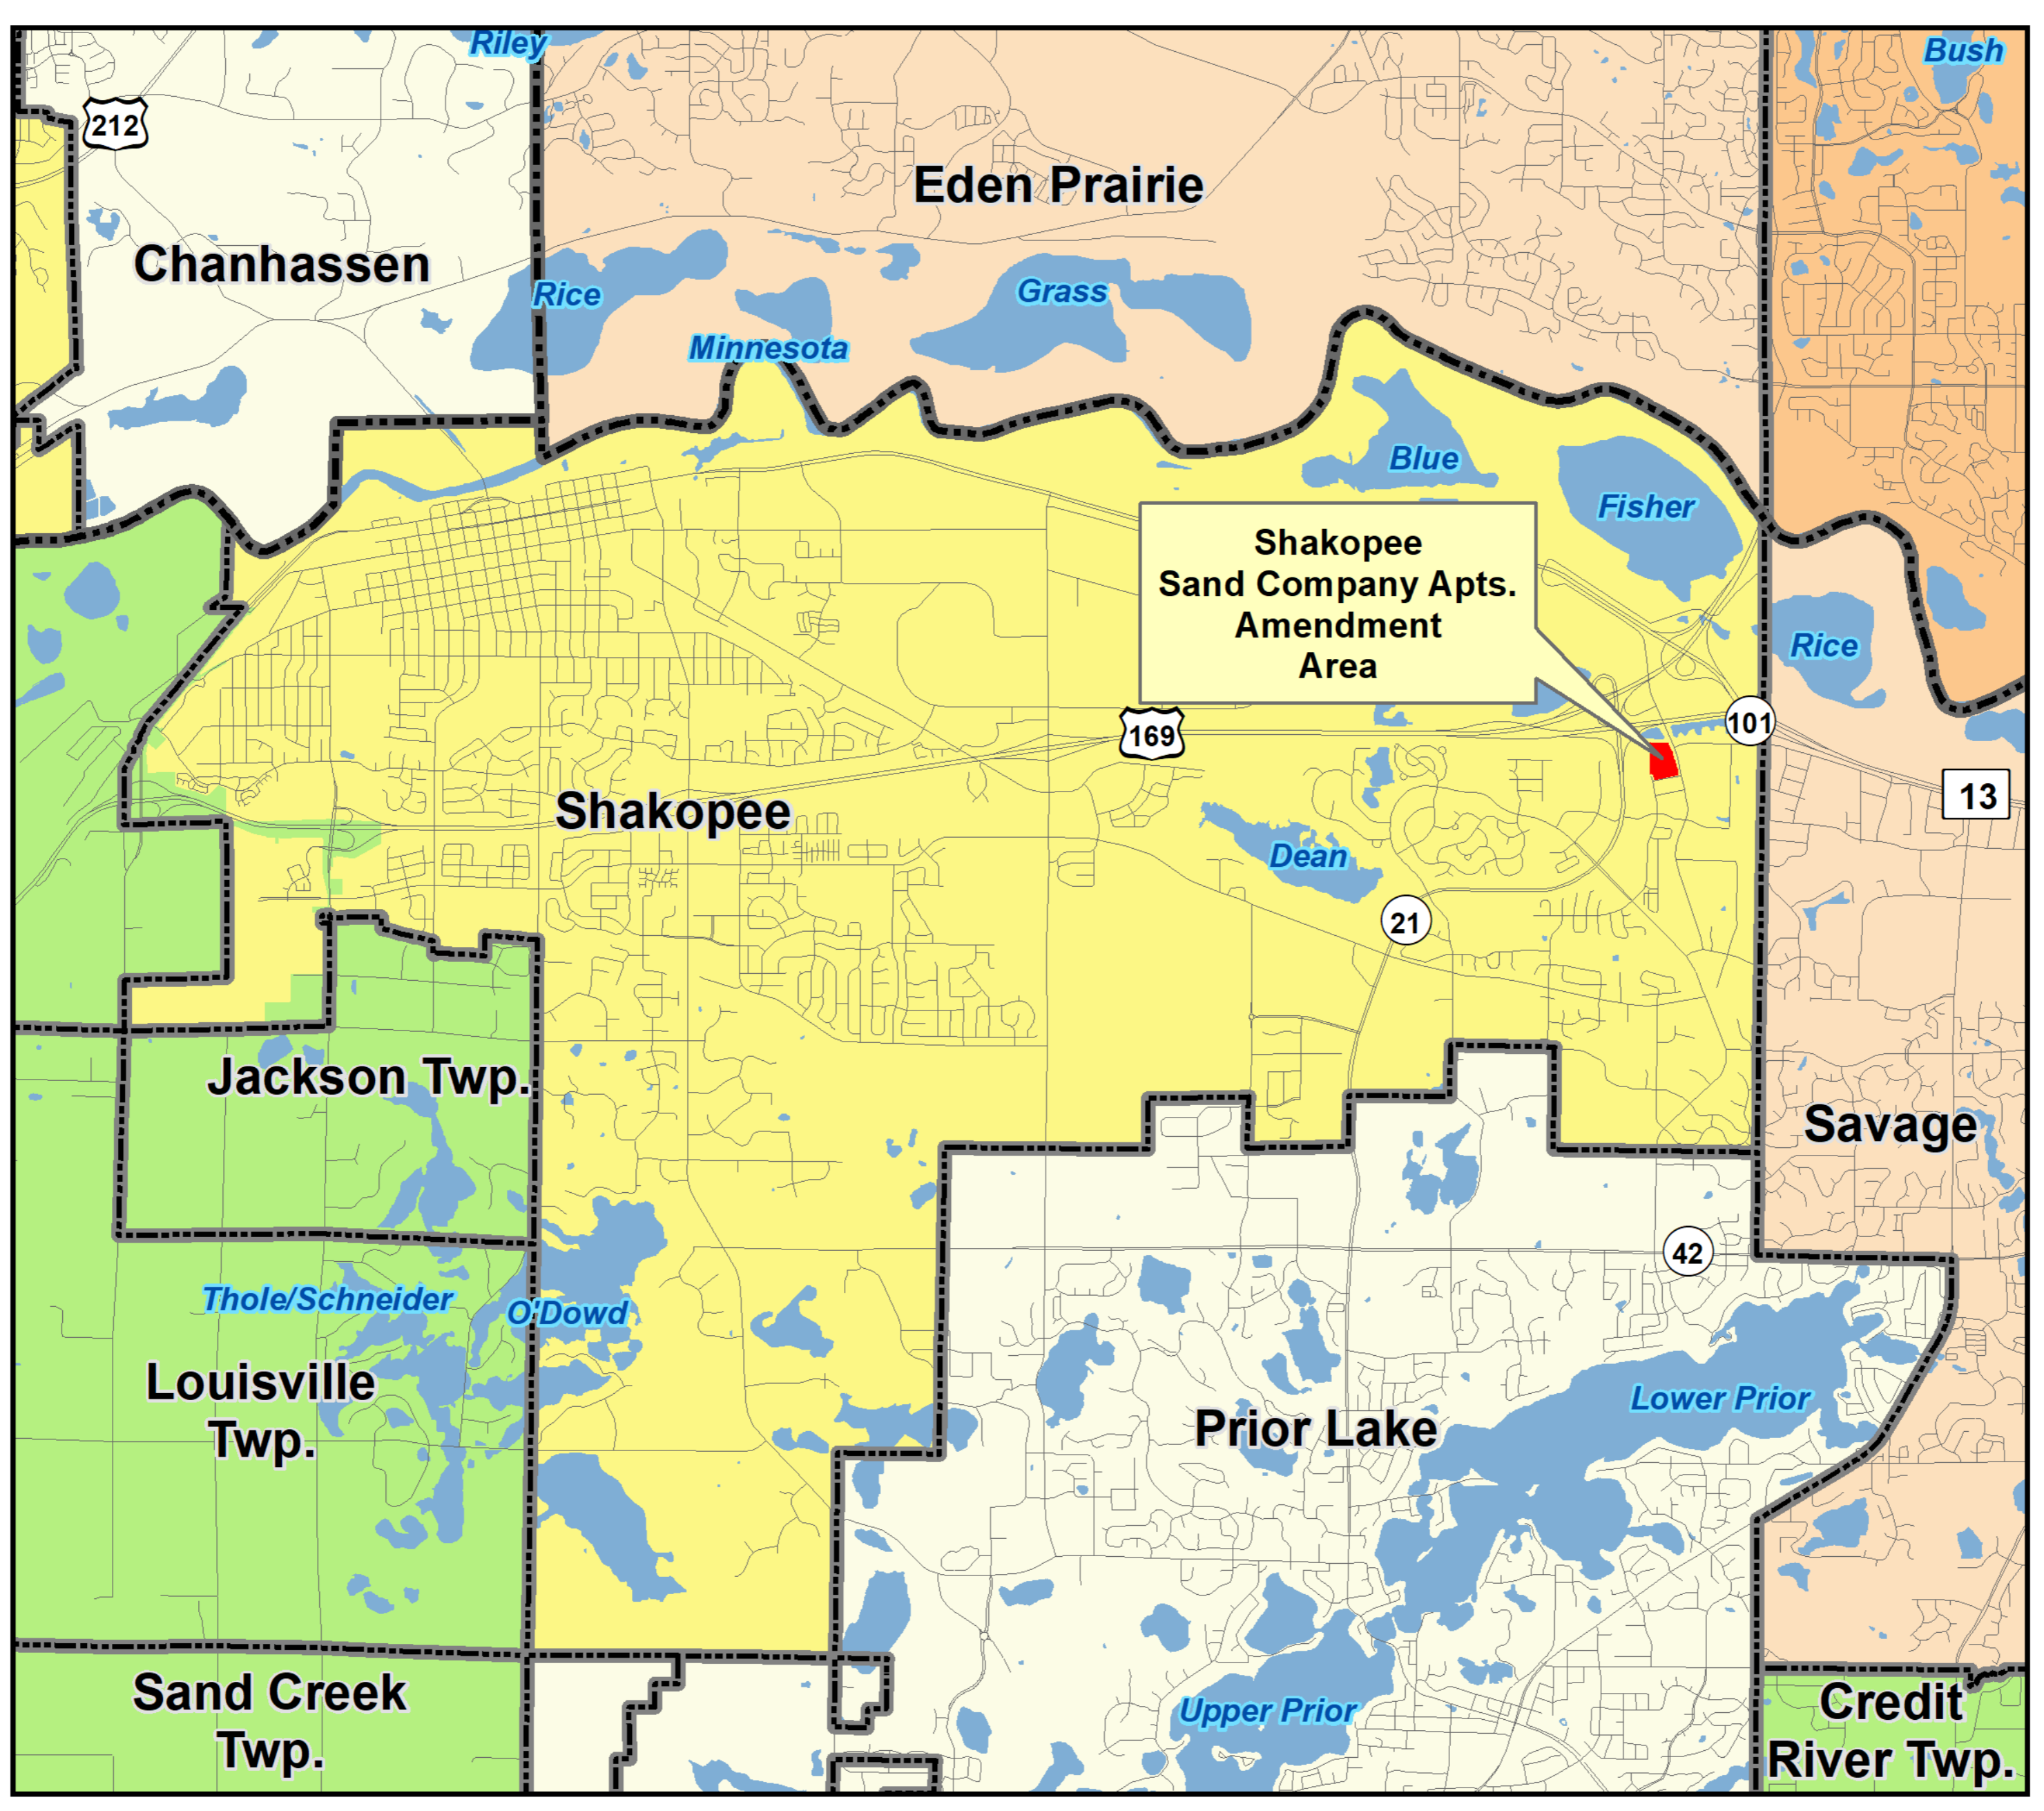 Riley
Bush
212
Eden Prairie
Chanhassen
Rice
Grass
Minnesota
Blue
Fisher
Shakopee
Sand Company Apts.
Amendment
Area
Rice
101
169
13
Shakopee
Dean
21
Jackson Twp.
Savage
42
Thole/Schneider
O'Dowd
Louisville
Twp.
Lower Prior
Prior Lake
Sand Creek
Twp.
Upper Prior
Credit
River Twp.